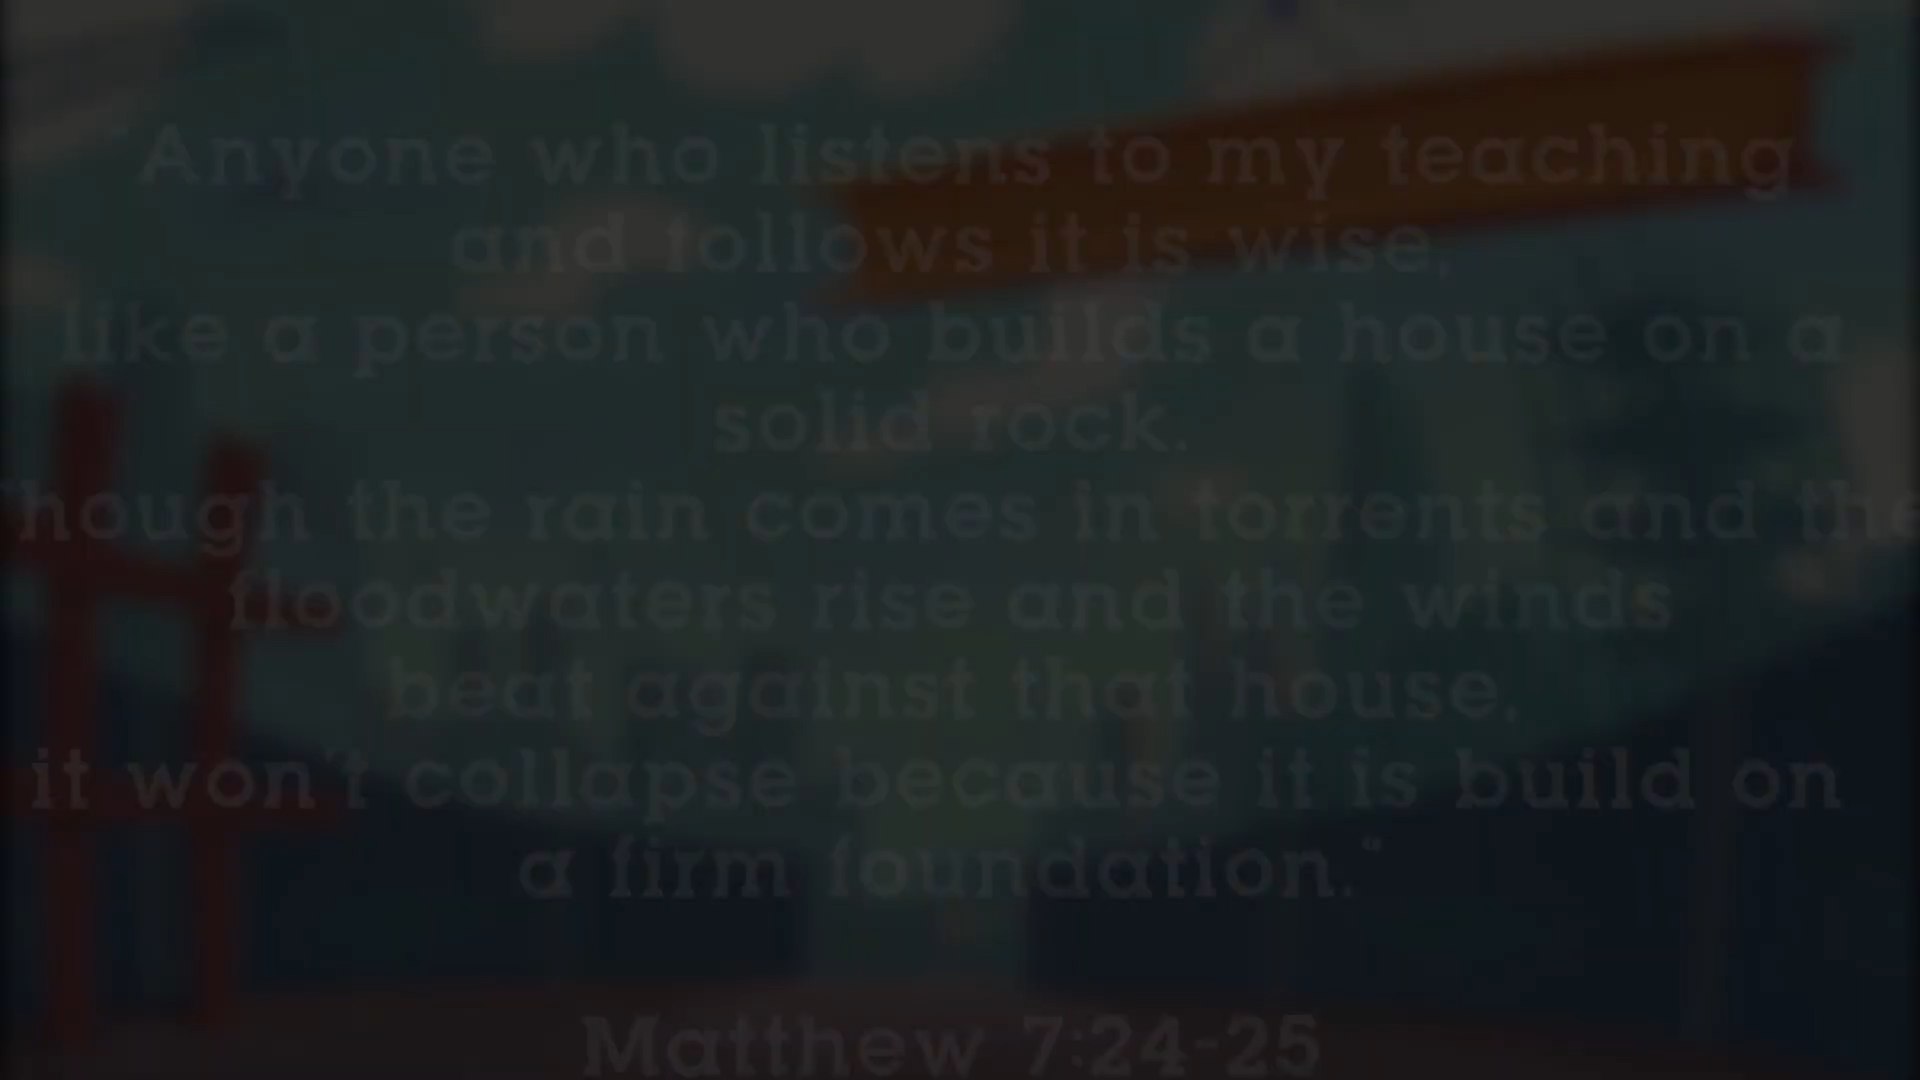 "Anyone who listens to my teaching
and follows it is wise,
like a person who builds a house on a
solid rock.
Though the rain comes in torrents and the
floodwaters rise and the winds
beat against that house,
it won't collapse because it is build on
a firm foundation."
Matthew 7:24-25